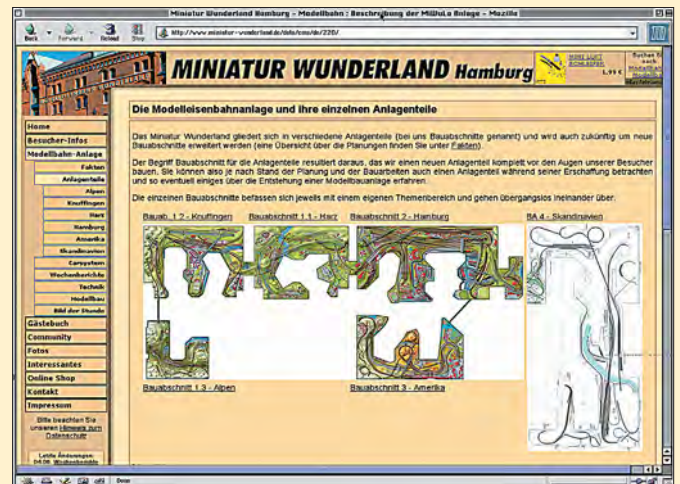 Miniatur Wunderland Hamburg - Modellbahn : Beschreibung der MiWuLa Anlage - Mozilla
Back
Forward
Reload
Stop
http://www.miniatur-wunderland.de/
MINIATUR WUNDERLAND Hamburg
1,95 €
Die Modelleisenbahnanlage und ihre einzelnen Anlagenteile
Home
Besucher-Infos
Modellbahn-Anlage
Fakten
Anlagenteile
Alpen
Knuffingen
Harz
Hamburg
Amerika
Skandinavien
Carsystem
Wochenberichte
Technik
Modellbau
Bild der Stunde
Gästebuch
Community
Fotos
Interessantes
Online Shop
Kontakt
Impressum
Bitte beachten Sie
unseren Hinweis zum
Datenschutz
Letzte Änderungen:
04.06. Wochenberichte
Das Miniatur Wunderland gliedert sich in verschiedene Anlagenteile (bei uns Bauabschnitte genannt) und wird auch zukünftig um neue
Bauabschnitte erweitert werden (eine Übersicht über die Planungen finden Sie unter Fakten).
Der Begriff Bauabschnitt für die Anlagenteile resultiert daraus, das wir einen neuen Anlagenteil komplett vor den Augen unserer Besucher
bauen. Sie können also je nach Stand der Planung und der Bauarbeiten auch einen Anlagenteil während seiner Erschaffung betrachten
und so eventuell einiges über die Entstehung einer Modellbauanlage erfahren.
Die einzelnen Bauabschnitte befassen sich jeweils mit einem eigenen Themenbereich und gehen übergangslos ineinander über.
Bauab. 1.2 - Knuffingen
Bauabschnitt 1.1 - Harz
Bauabschnitt 2 - Hamburg
BA 4 - Skandinavien
Bauabschnitt 1.3 - Alpen
Bauabschnitt 3 - Amerika
Done